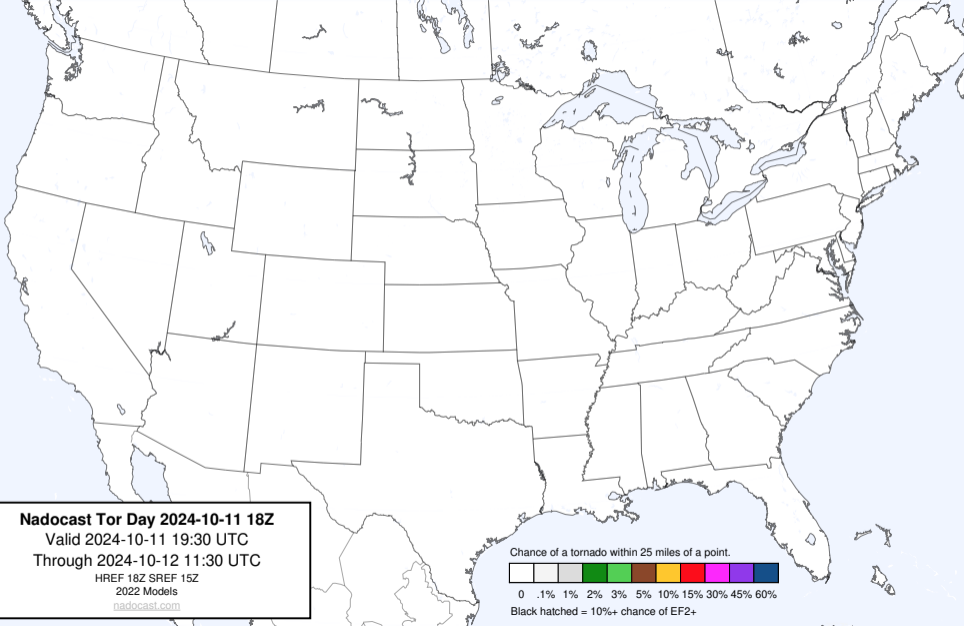 Nadocast Tor Day 2024-10-11 18Z
Valid 2024-10-11 19:30 UTC
Through 2024-10-12 11:30 UTC
HREF 18Z SREF 15Z
2022 Models
nadocast.com
Chance of a tornado within 25 miles of a point.
0 .1% 1% 2% 3% 5% 10% 15% 30% 45% 60%
Black hatched = 10%+ chance of EF2+